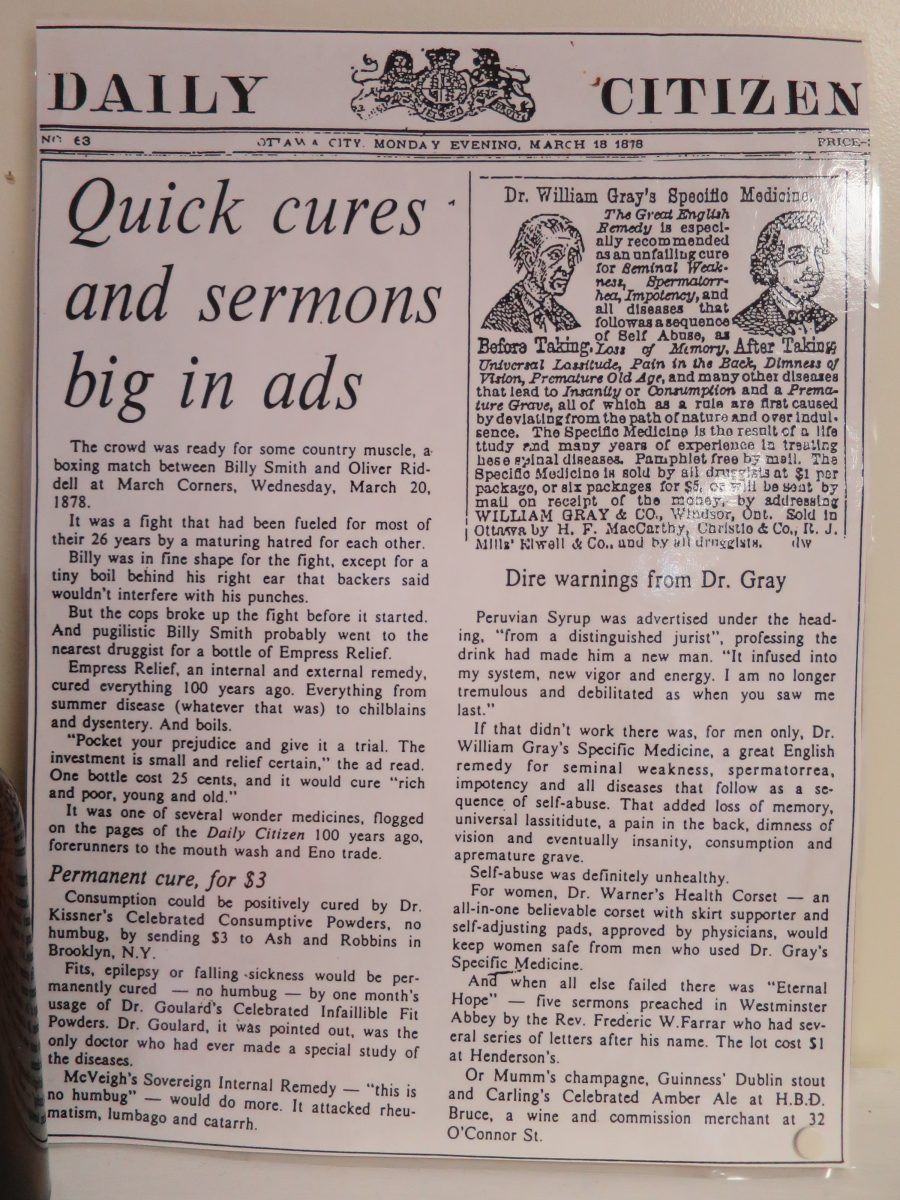 DAILY CITIZEN
NO. 63
OTTAWA CITY, MONDAY EVENING, MARCH 18 1878
PRICE-
Quick cures
and sermons
big in ads
The crowd was ready for some country muscle, a
boxing match between Billy Smith and Oliver Rid-
dell at March Corners, Wednesday, March 20,
1878.
It was a fight that had been fueled for most of
their 26 years by a maturing hatred for each other.
Billy was in fine shape for the fight, except for a
tiny boil behind his right ear that backers said
wouldn't interfere with his punches.
But the cops broke up the fight before it started.
And pugilistic Billy Smith probably went to the
nearest druggist for a bottle of Empress Relief.
Empress Relief, an internal and external remedy,
cured everything 100 years ago. Everything from
summer disease (whatever that was) to chilblains
and dysentery. And boils.
"Pocket your prejudice and give it a trial. The
investment is small and relief certain," the ad read.
One bottle cost 25 cents, and it would cure "rich
and poor, young and old."
It was one of several wonder medicines, flogged
on the pages of the Daily Citizen 100 years ago,
forerunners to the mouth wash and Eno trade.
Permanent cure, for $3
Consumption could be positively cured by Dr.
Kissner's Celebrated Consumptive Powders, no
humbug, by sending $3 to Ash and Robbins in
Brooklyn, N.Y.
Fits, epilepsy or falling sickness would be per-
manently cured — no humbug — by one month's
usage of Dr. Goulard's Celebrated Infaillible Fit
Powders. Dr. Goulard, it was pointed out, was the
only doctor who had ever made a special study of
the diseases.
McVeigh's Sovereign Internal Remedy — "this is
no humbug" — would do more. It attacked rheu-
matism, lumbago and catarrh.
Dr. William Gray's Specific Medicine.
The Great English
Remedy is especi-
ally recommended
as an unfailing cure
for Seminal Weak-
ness, Spermatorr-
hea, Impotency, and
all diseases that
follow as a sequence
of Self Abuse, as
Before Taking. Loss of Memory, After Taking.
Universal Lassitude, Pain in the Back, Dimness of
Vision, Premature Old Age, and many other diseases
that lead to Insanity or Consumption and a Prema-
ture Grave, all of which as a rule are first caused
by deviating from the path of nature and over indul-
sence. The Specific Medicine is the result of a life
ttudy and many years of experience in treating
hese spinal diseases. Pamphlet free by mail. The
Specific Medicine is sold by all druggists at $1 per
package, or six packages for $5, or will be sent by
mail on receipt of the money, by addressing
WILLIAM GRAY & CO., Windsor, Ont. Sold in
Ottawa by H. F. MacCarthy, Christie & Co., R. J.
Mills' Elwell & Co., and by all druggists. dw
Dire warnings from Dr. Gray
Peruvian Syrup was advertised under the head-
ing, "from a distinguished jurist", professing the
drink had made him a new man. "It infused into
my system, new vigor and energy. I am no longer
tremulous and debilitated as when you saw me
last."
If that didn't work there was, for men only, Dr.
William Gray's Specific Medicine, a great English
remedy for seminal weakness, spermatorrea,
impotency and all diseases that follow as a se-
quence of self-abuse. That added loss of memory,
universal lassitidute, a pain in the back, dimness of
vision and eventually insanity, consumption and
apremature grave.
Self-abuse was definitely unhealthy.
For women, Dr. Warner's Health Corset — an
all-in-one believable corset with skirt supporter and
self-adjusting pads, approved by physicians, would
keep women safe from men who used Dr. Gray's
Specific Medicine.
And when all else failed there was "Eternal
Hope" — five sermons preached in Westminster
Abbey by the Rev. Frederic W.Farrar who had sev-
eral series of letters after his name. The lot cost $1
at Henderson's.
Or Mumm's champagne, Guinness' Dublin stout
and Carling's Celebrated Amber Ale at H.B.D.
Bruce, a wine and commission merchant at 32
O'Connor St.